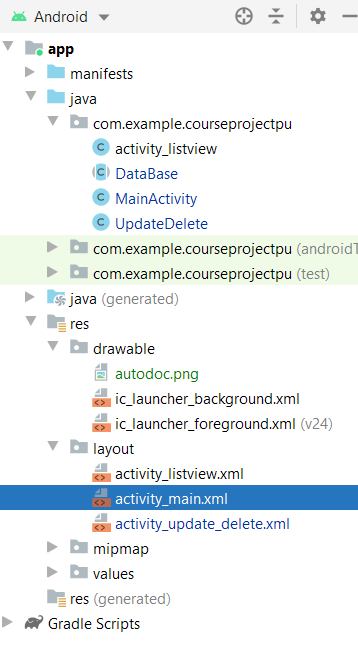 Android
app
manifests
java
com.example.courseprojectpu
activity_listview
DataBase
MainActivity
UpdateDelete
com.example.courseprojectpu (androidT
com.example.courseprojectpu (test)
java (generated)
res
drawable
autodoc.png
ic_launcher_background.xml
ic_launcher_foreground.xml (v24)
layout
activity_listview.xml
activity_main.xml
activity_update_delete.xml
mipmap
values
res (generated)
Gradle Scripts